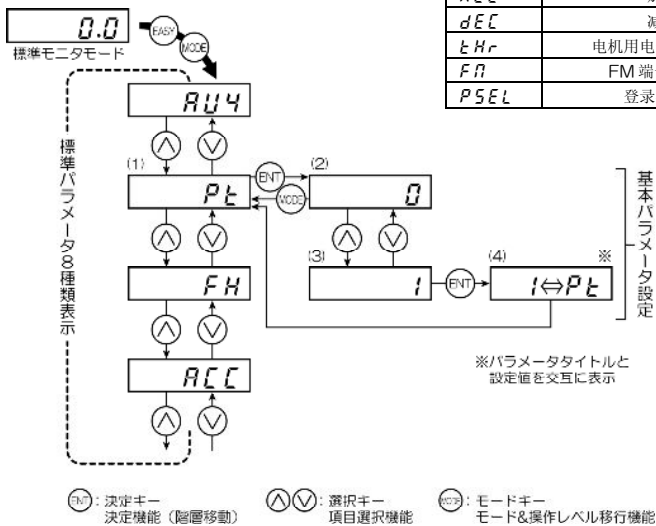 0.0
標準モニタモード
EASY
MODE
dEC
tHr 电机用电
FM FM 端
PSEL 登录
AU4
標準パラメータ8種類表示
(1)
Pt
ENT
MODE
(2)
0
(3)
1
ENT
(4)
※
1⇔Pt
基本パラメータ設定
FH
ACC
※パラメータタイトルと
設定値を交互に表示
ENT:決定キー
決定機能(階層移動)
:選択キー
項目選択機能
MODE:モードキー
モード&操作レベル移行機能